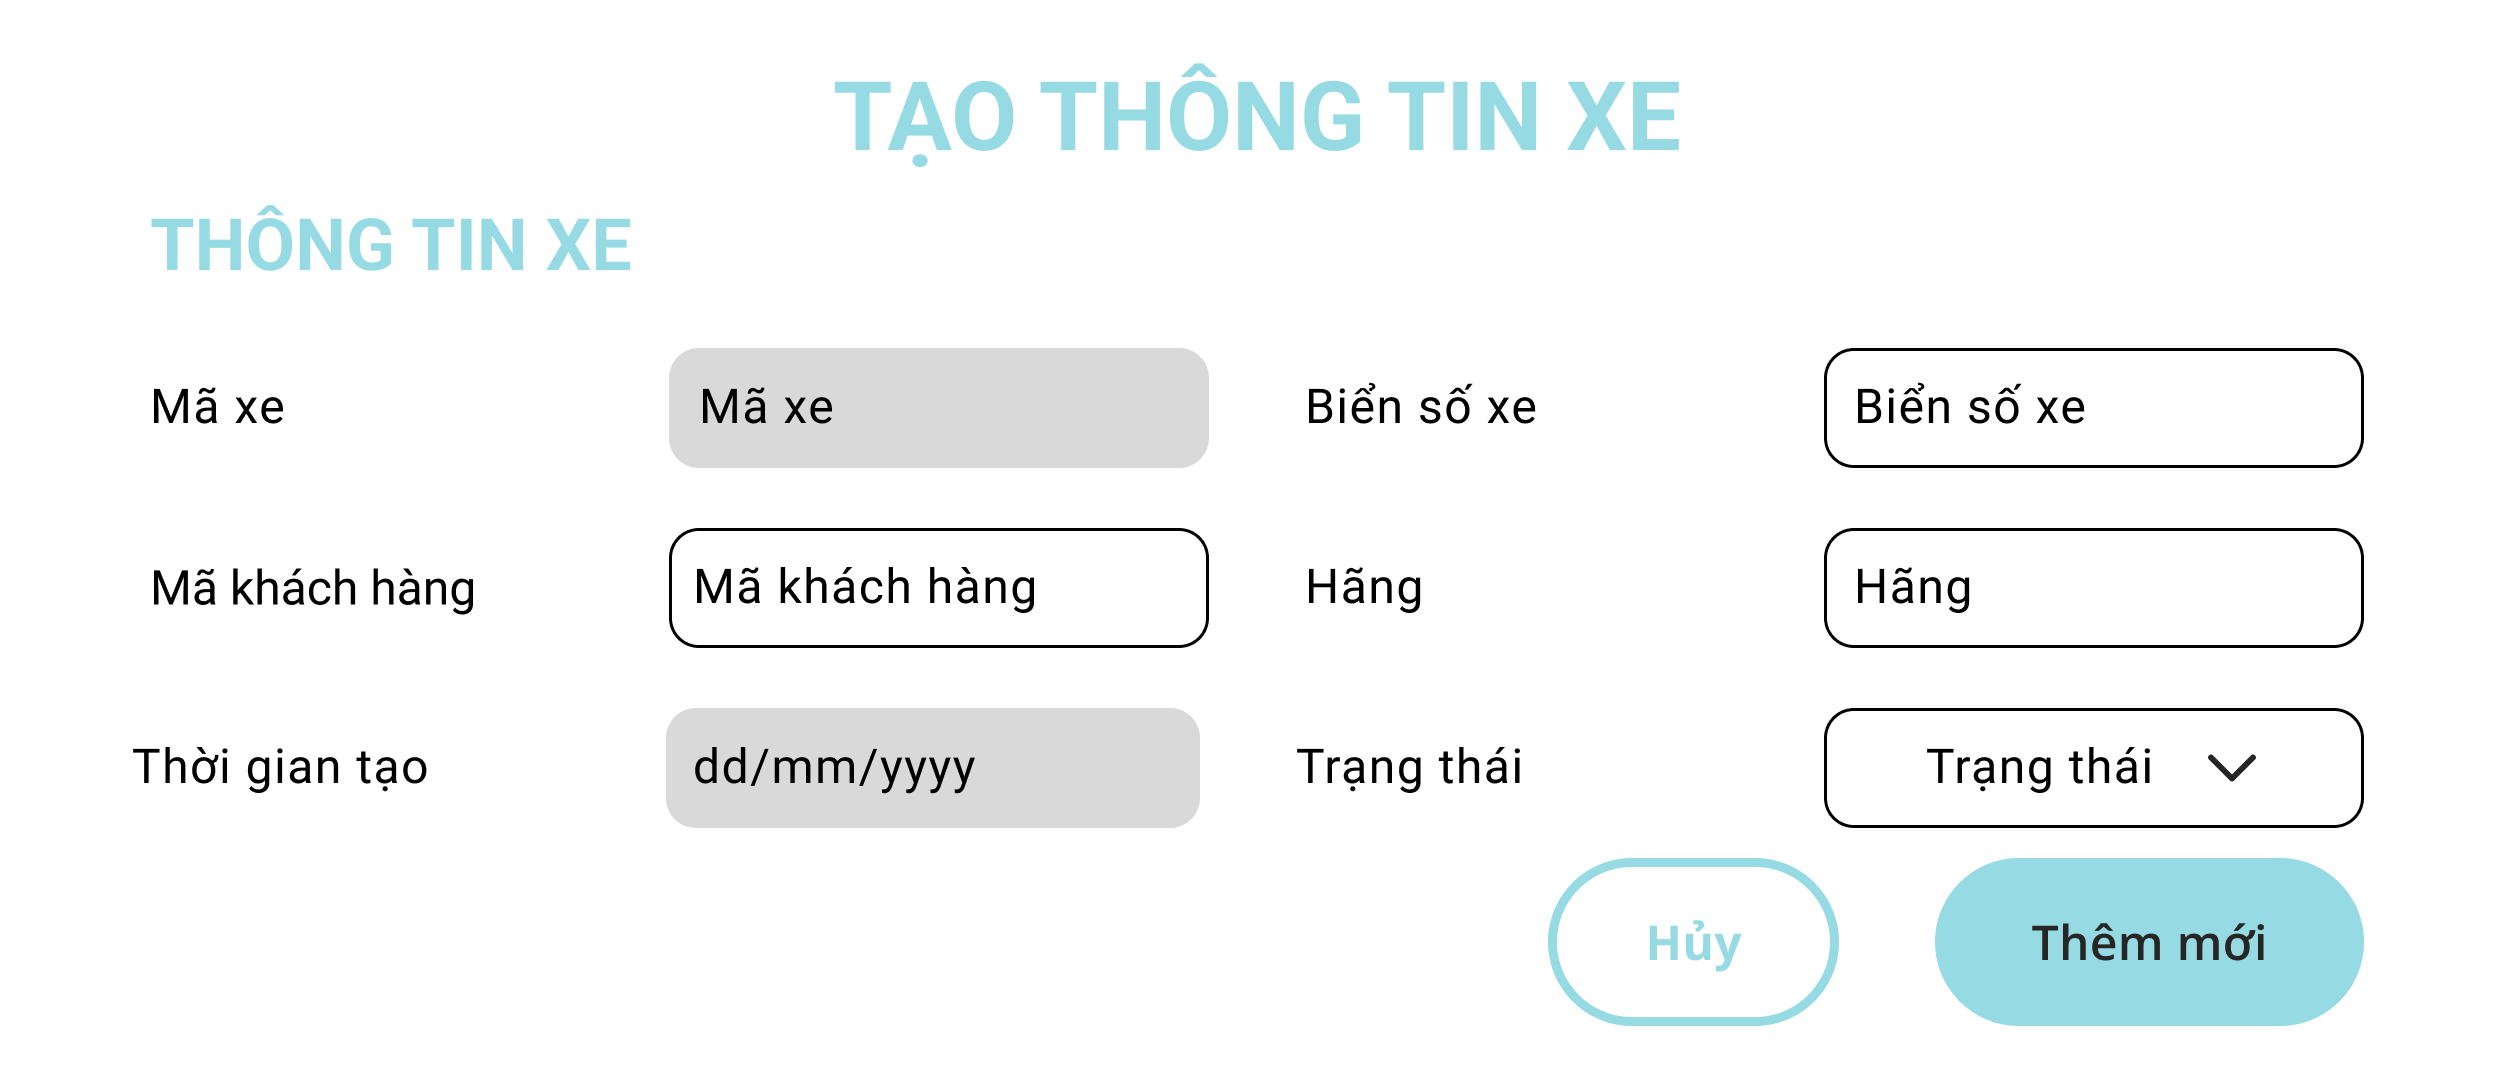 TẠO THÔNG TIN XE
THÔNG TIN XE
Mã xe Mã xe Biển số xe Biển số xe
Mã khách hàng Mã khách hàng Hãng Hãng
Thời gian tạo dd/mm/yyyy Trạng thái Trạng thái
Hủy Thêm mới